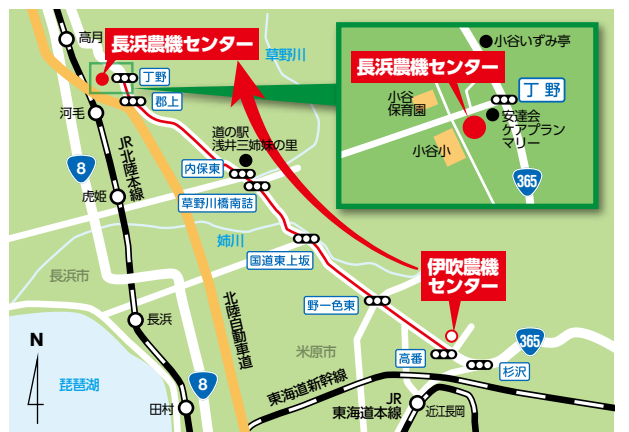 高月
長浜農機センター
丁野
郡上
河毛
草野川
道の駅
浅井三姉妹の里
8
JR北陸本線
内保東
虎姫
草野川橋南詰
姉川
国道東上坂
長浜市
伊吹農機
センター
野一色東
北陸自動車道
長浜
米原市
高番
365
杉沢
N
琵琶湖
8
東海道新幹線
田村
JR
東海道本線
近江長岡
小谷いずみ亭
長浜農機センター
丁野
小谷
保育園
安達会
ケアプラン
マリー
小谷小
365